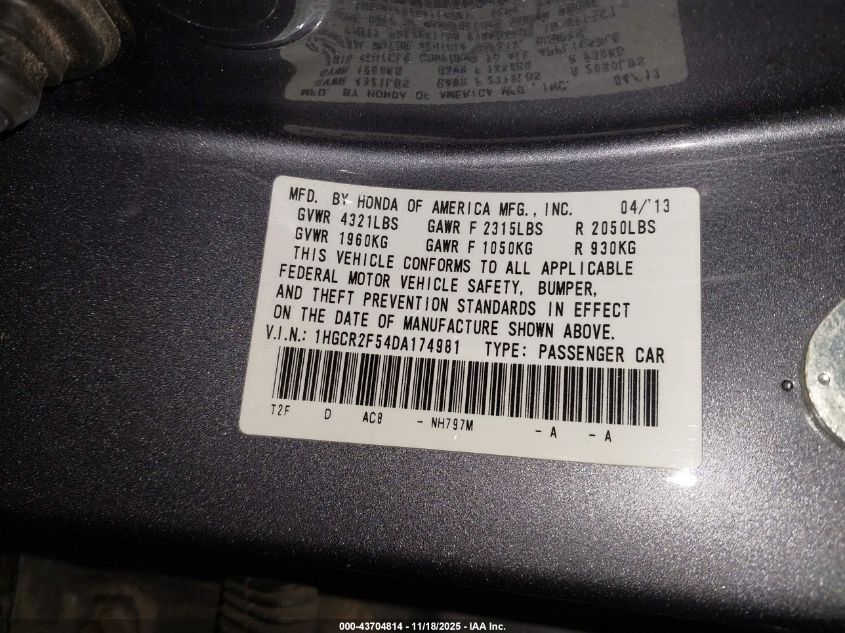 MFD. BY HONDA OF AMERICA MFG., INC. 04/'13
GVWR 4321LBS GAWR F 2315LBS R 2050LBS
GVWR 1960KG GAWR F 1050KG R 930KG
THIS VEHICLE CONFORMS TO ALL APPLICABLE
FEDERAL MOTOR VEHICLE SAFETY, BUMPER,
AND THEFT PREVENTION STANDARDS IN EFFECT
ON THE DATE OF MANUFACTURE SHOWN ABOVE.
V.I.N.: 1HGCR2F54DA174981 TYPE: PASSENGER CAR
T2F D AC8 - NH797M - A - A
000-43704814 - 11/18/2025 - IAA Inc.